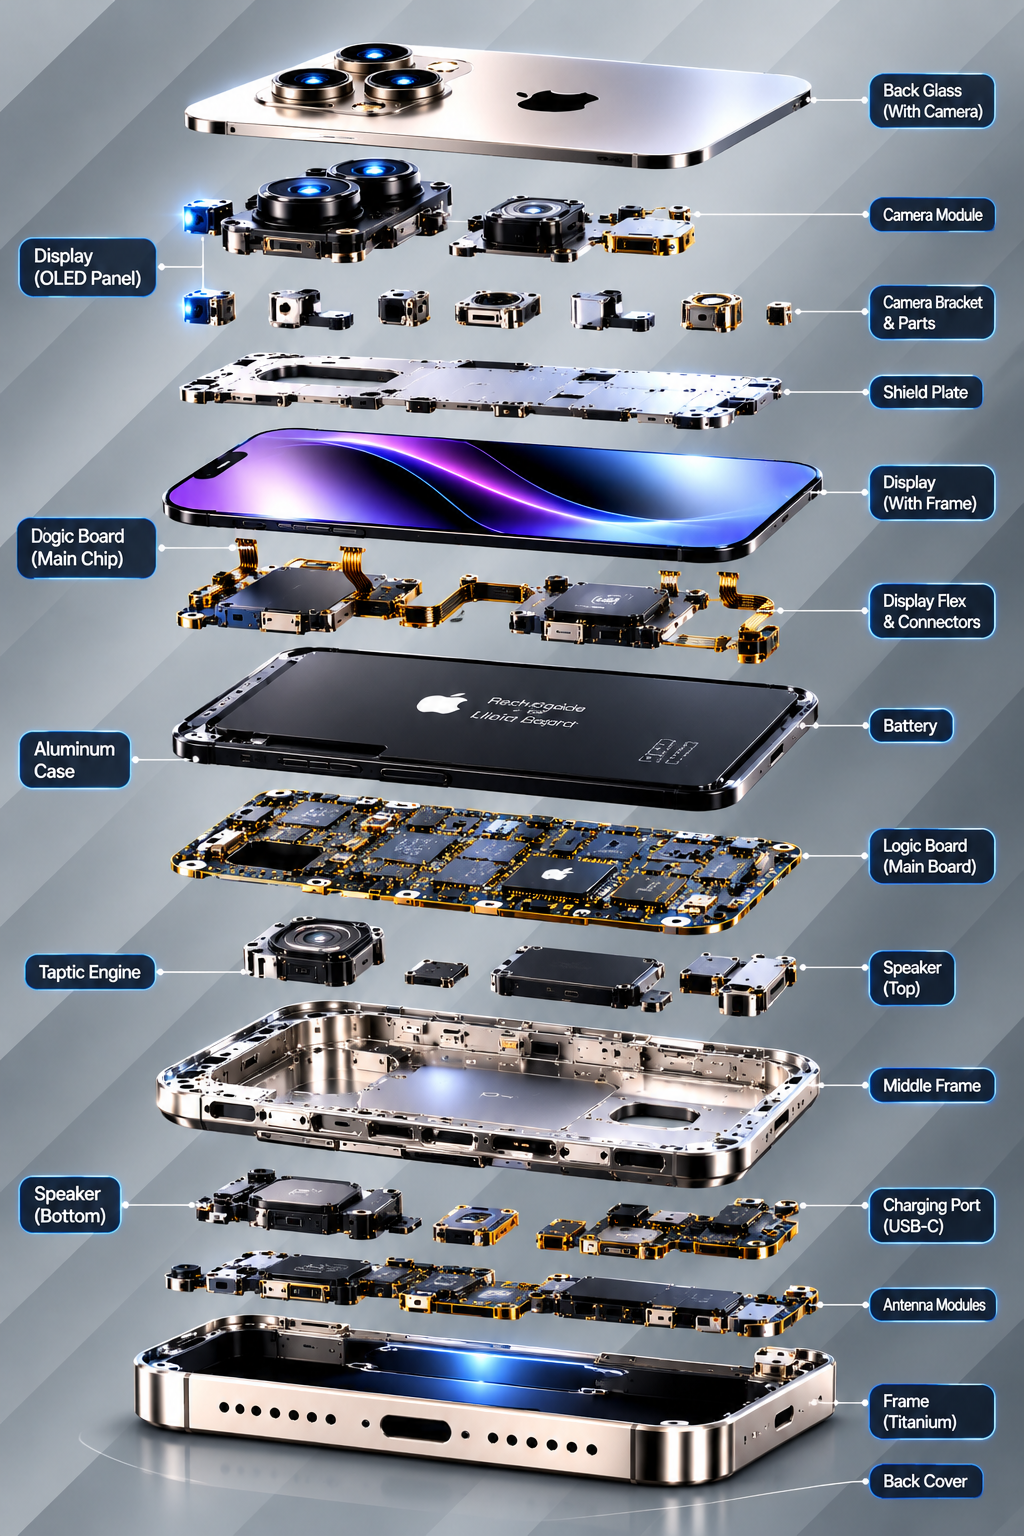 Back Glass
(With Camera)
Camera Module
Display
(OLED Panel)
Camera Bracket
& Parts
Shield Plate
Display
(With Frame)
Dogic Board
(Main Chip)
Display Flex
& Connectors
Battery
Aluminum
Case
Logic Board
(Main Board)
Taptic Engine
Speaker
(Top)
Middle Frame
Speaker
(Bottom)
Charging Port
(USB-C)
Antenna Modules
Frame
(Titanium)
Back Cover